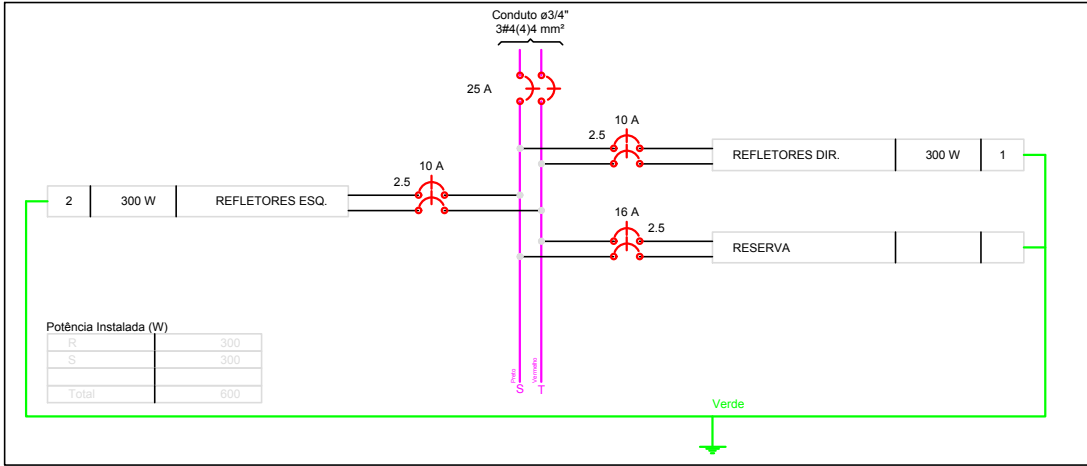 Conduto ø3/4"
3#4(4)4 mm²
25 A
10 A
2.5
REFLETORES DIR. 300 W 1
10 A
2.5
2 300 W REFLETORES ESQ.
16 A
2.5
RESERVA
Potência Instalada (W)
R 300
S 300
Total 600
Preto
Vermelho
S T
Verde